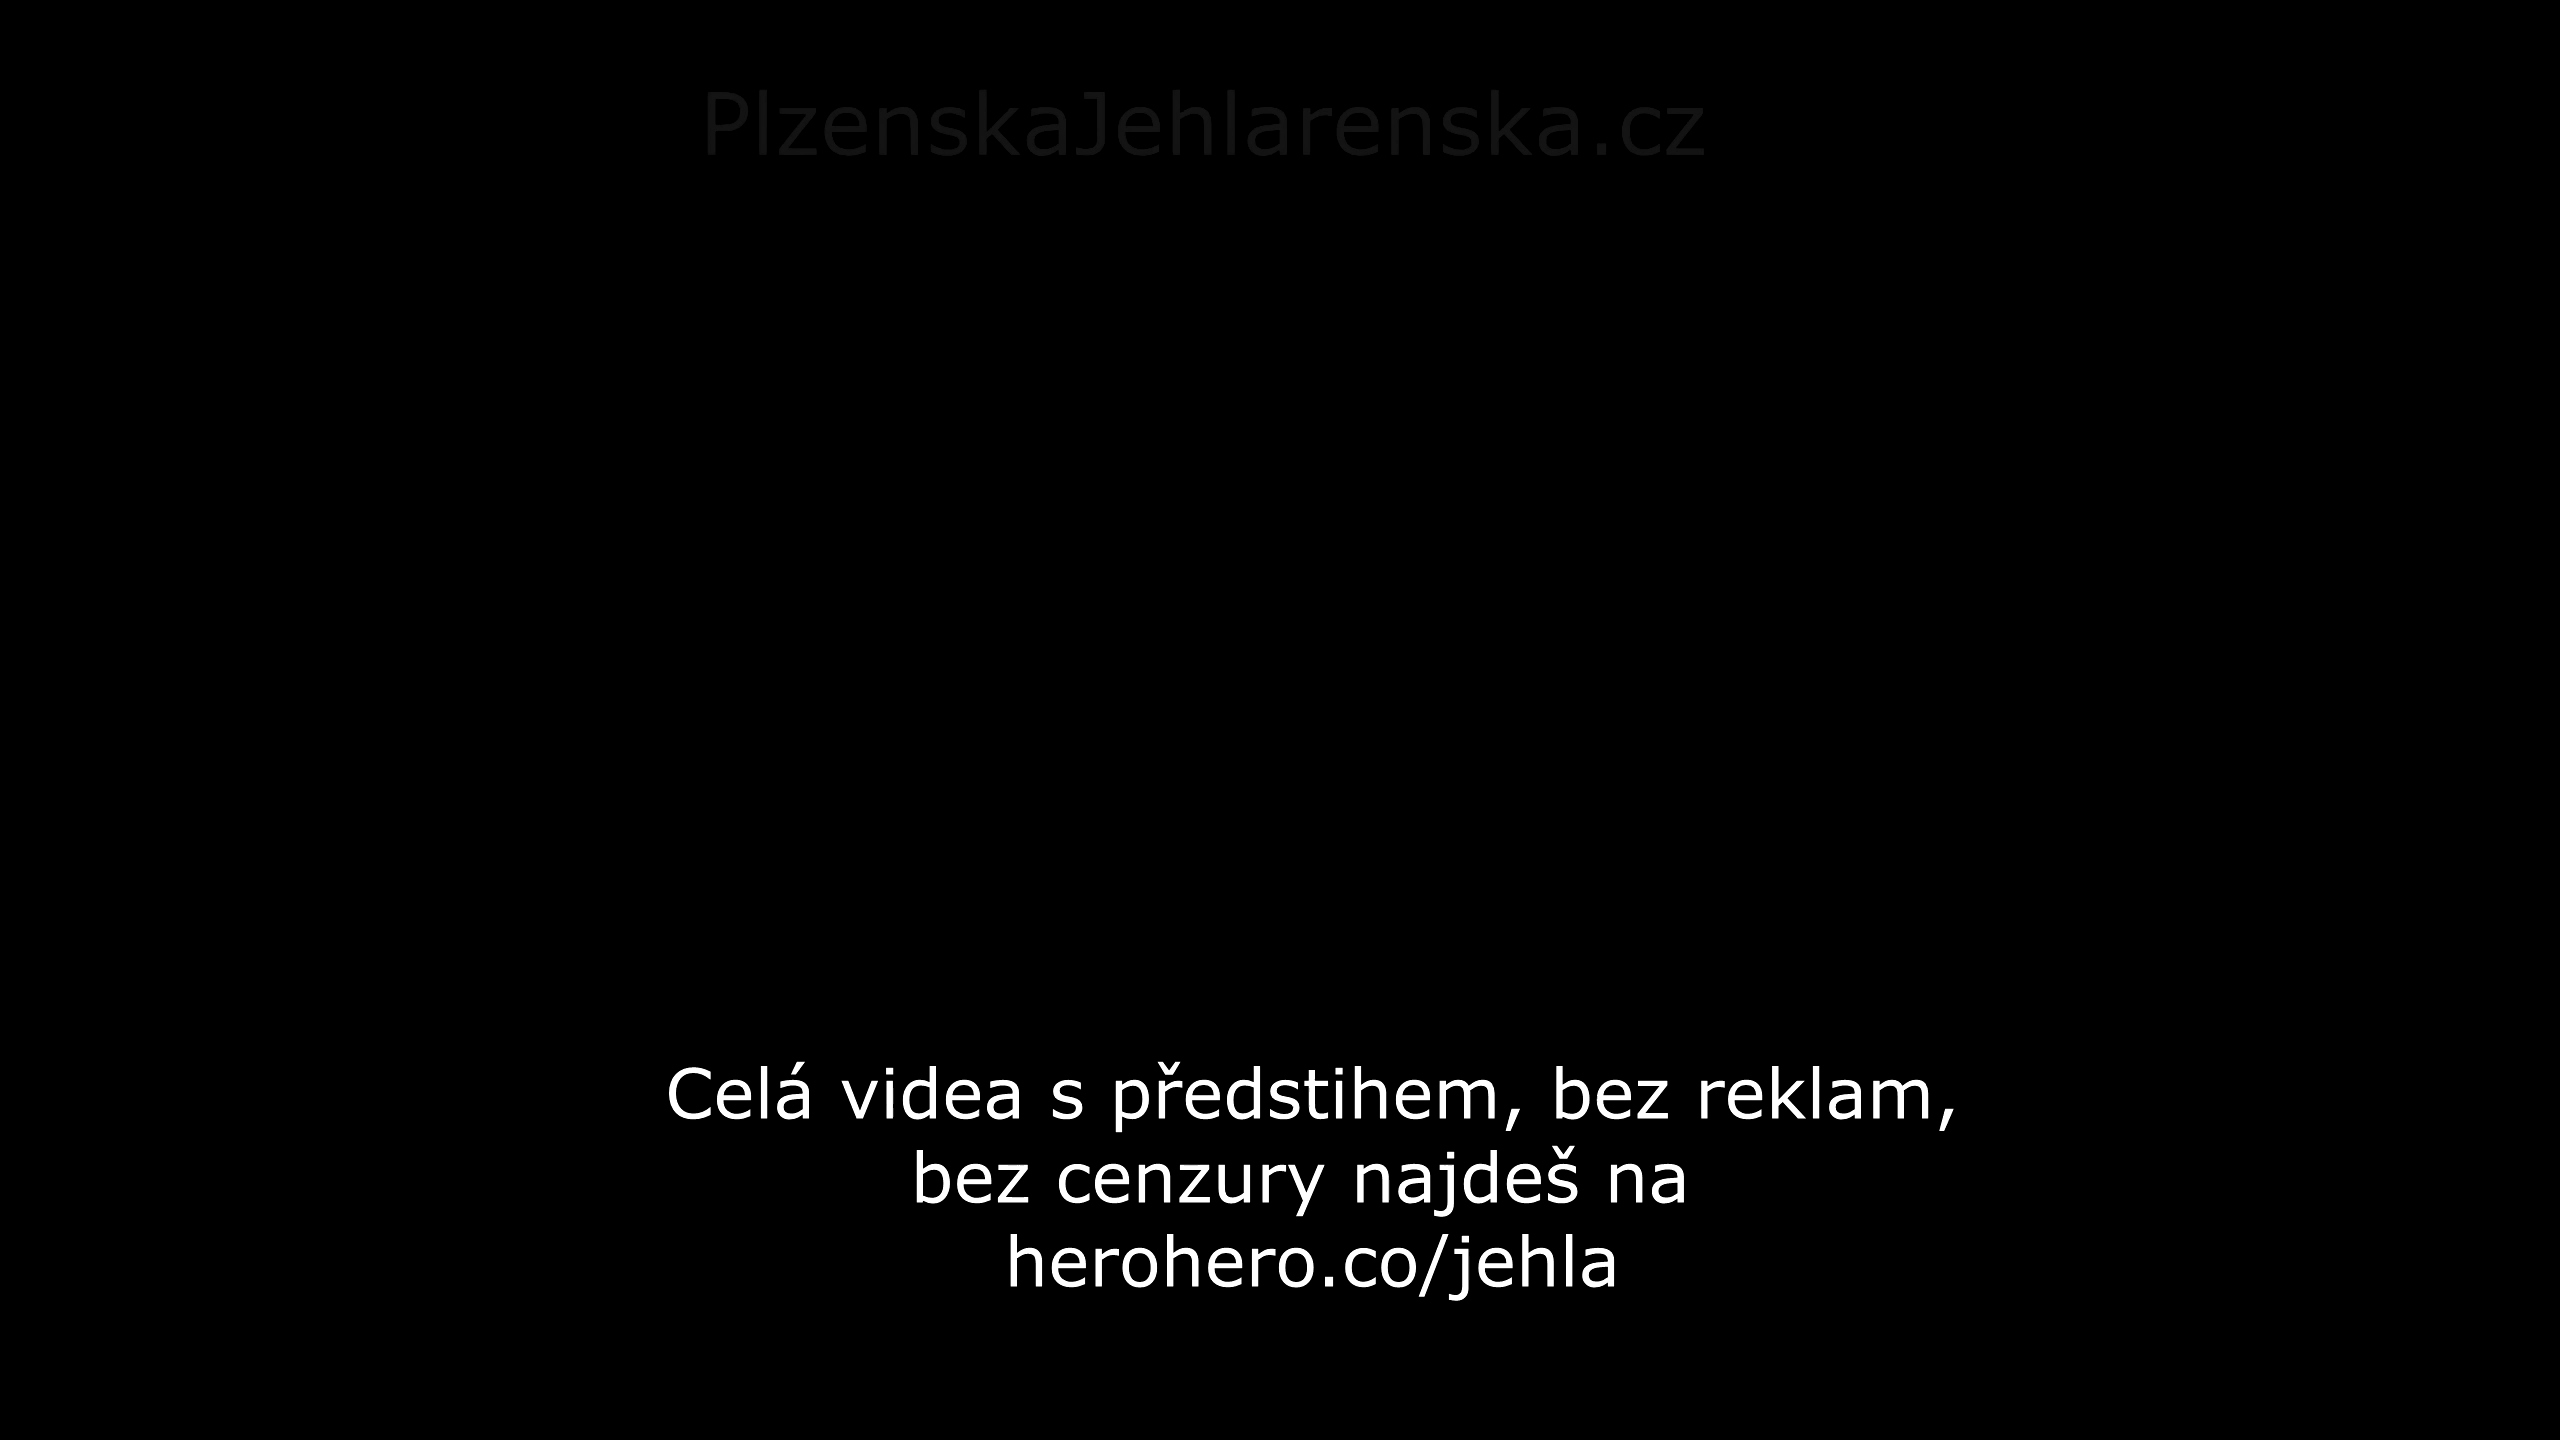 PlzenskaJehlarenska.cz
Celá videa s předstihem, bez reklam,
bez cenzury najdeš na
herohero.co/jehla